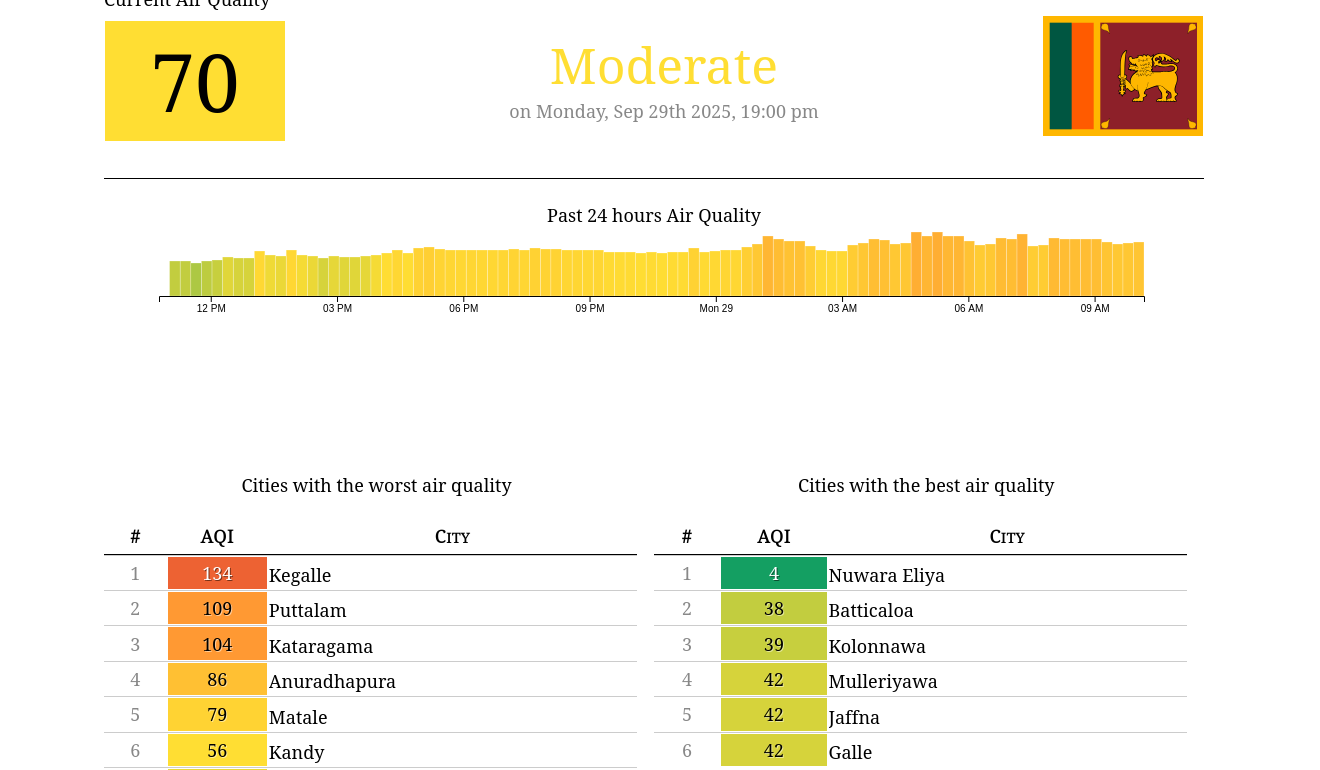 Current Air Quality
70
Moderate
on Monday, Sep 29th 2025, 19:00 pm
Past 24 hours Air Quality
12 PM 03 PM 06 PM 09 PM Mon 29 03 AM 06 AM 09 AM
Cities with the worst air quality
# AQI City
1 134 Kegalle
2 109 Puttalam
3 104 Kataragama
4 86 Anuradhapura
5 79 Matale
6 56 Kandy
Cities with the best air quality
# AQI City
1 4 Nuwara Eliya
2 38 Batticaloa
3 39 Kolonnawa
4 42 Mulleriyawa
5 42 Jaffna
6 42 Galle